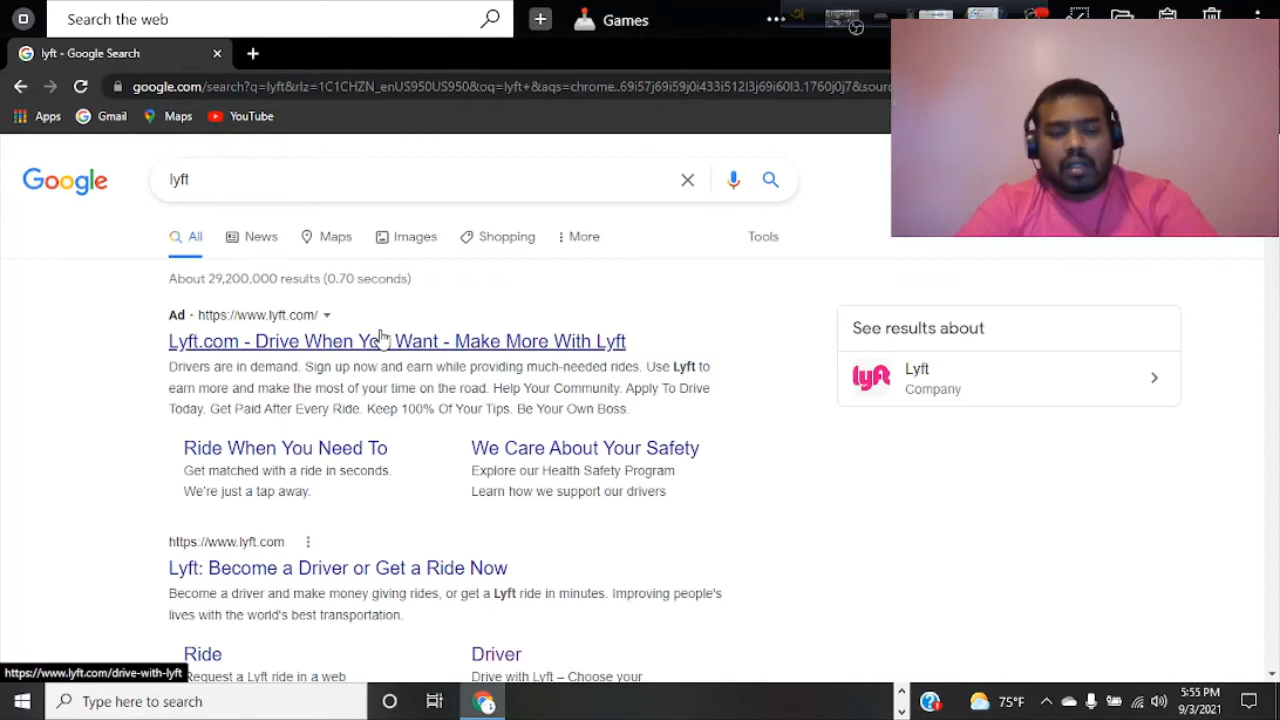 Search the web
Games
English
lyft - Google Search
google.com/search?q=lyft&rlz=1C1CHZN_enUS950US950&oq=lyft+&aqs=chrome..69i57j69i59j0i433i512l3j69i60l3.1760j0j7&sour
Apps Gmail Maps YouTube
Google
lyft
All News Maps Images Shopping More Tools
About 29,200,000 results (0.70 seconds)
Ad · https://www.lyft.com/
Lyft.com - Drive When You Want - Make More With Lyft
Drivers are in demand. Sign up now and earn while providing much-needed rides. Use Lyft to
earn more and make the most of your time on the road. Help Your Community. Apply To Drive
Today. Get Paid After Every Ride. Keep 100% Of Your Tips. Be Your Own Boss.
Ride When You Need To
Get matched with a ride in seconds.
We're just a tap away.
We Care About Your Safety
Explore our Health Safety Program
Learn how we support our drivers
https://www.lyft.com
Lyft: Become a Driver or Get a Ride Now
Become a driver and make money giving rides, or get a Lyft ride in minutes. Improving people's
lives with the world's best transportation.
Ride
Request a Lyft ride in a web
Driver
Drive with Lyft – Choose your
See results about
lyft
Lyft
Company
https://www.lyft.com/drive-with-lyft
Type here to search
75°F
5:55 PM
9/3/2021